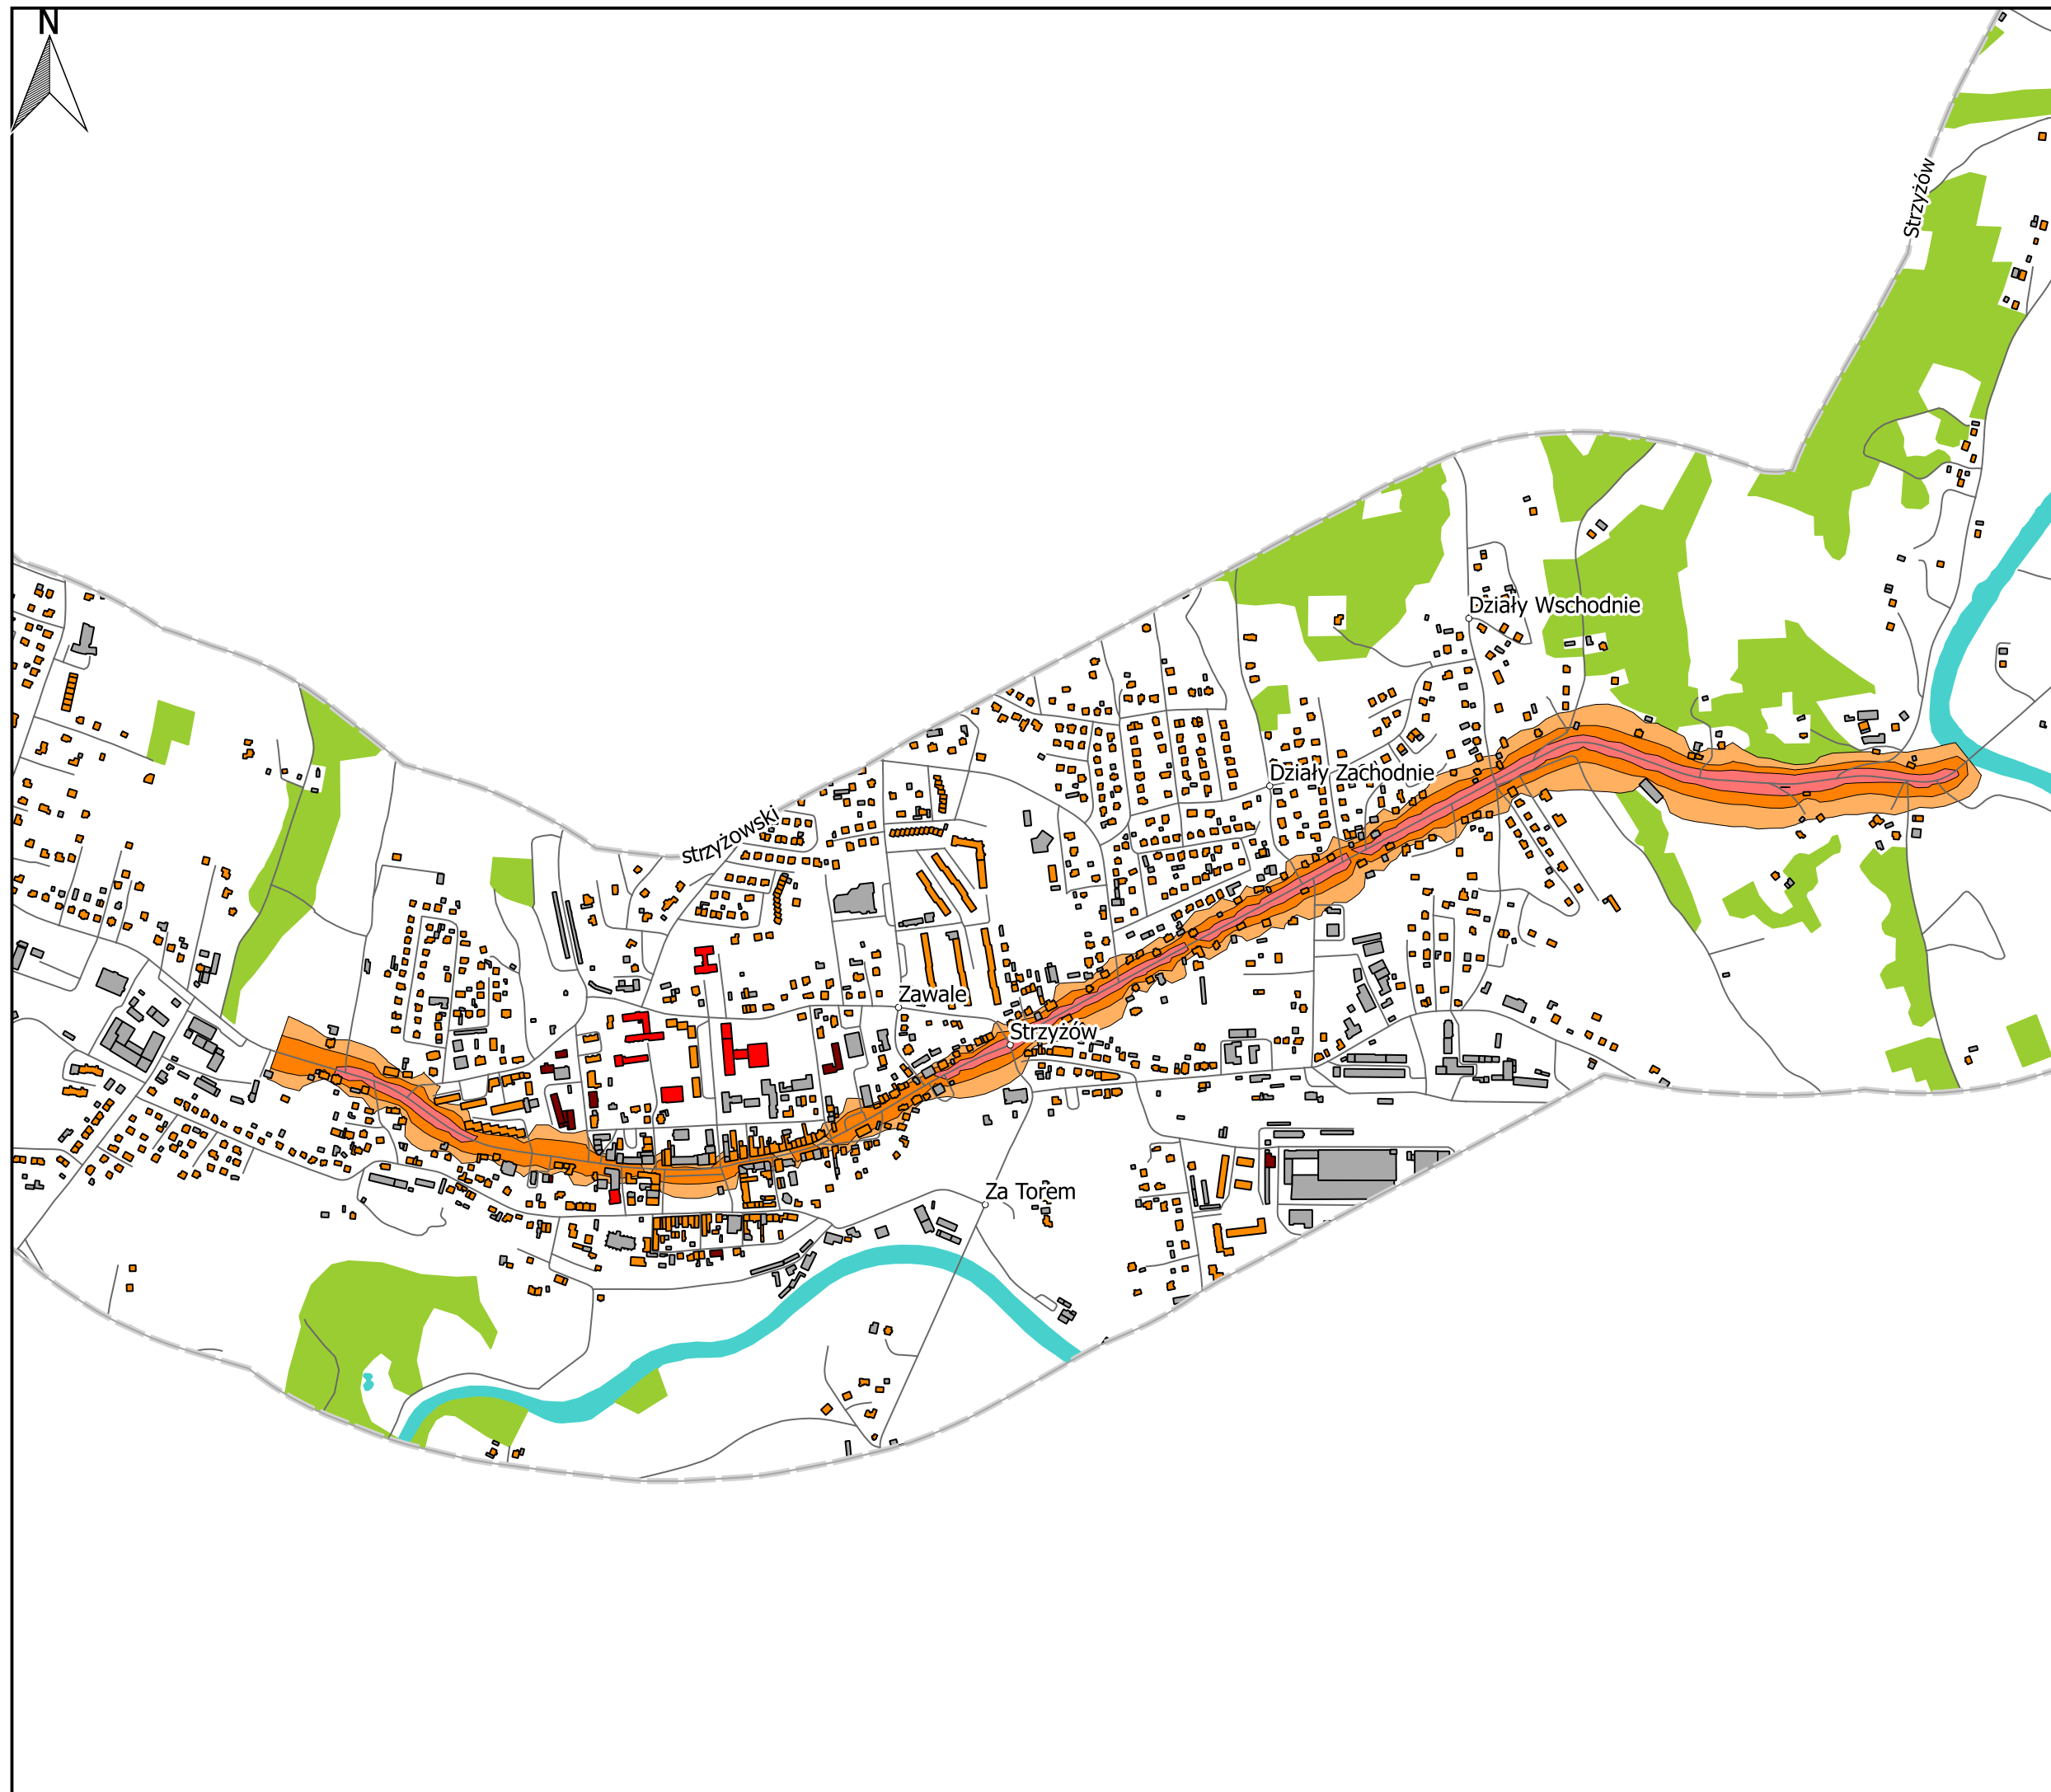 N
Strzyżów
Działy Wschodnie
Działy Zachodnie
strzyżowski
Zawale
Strzyżów
Za Torem